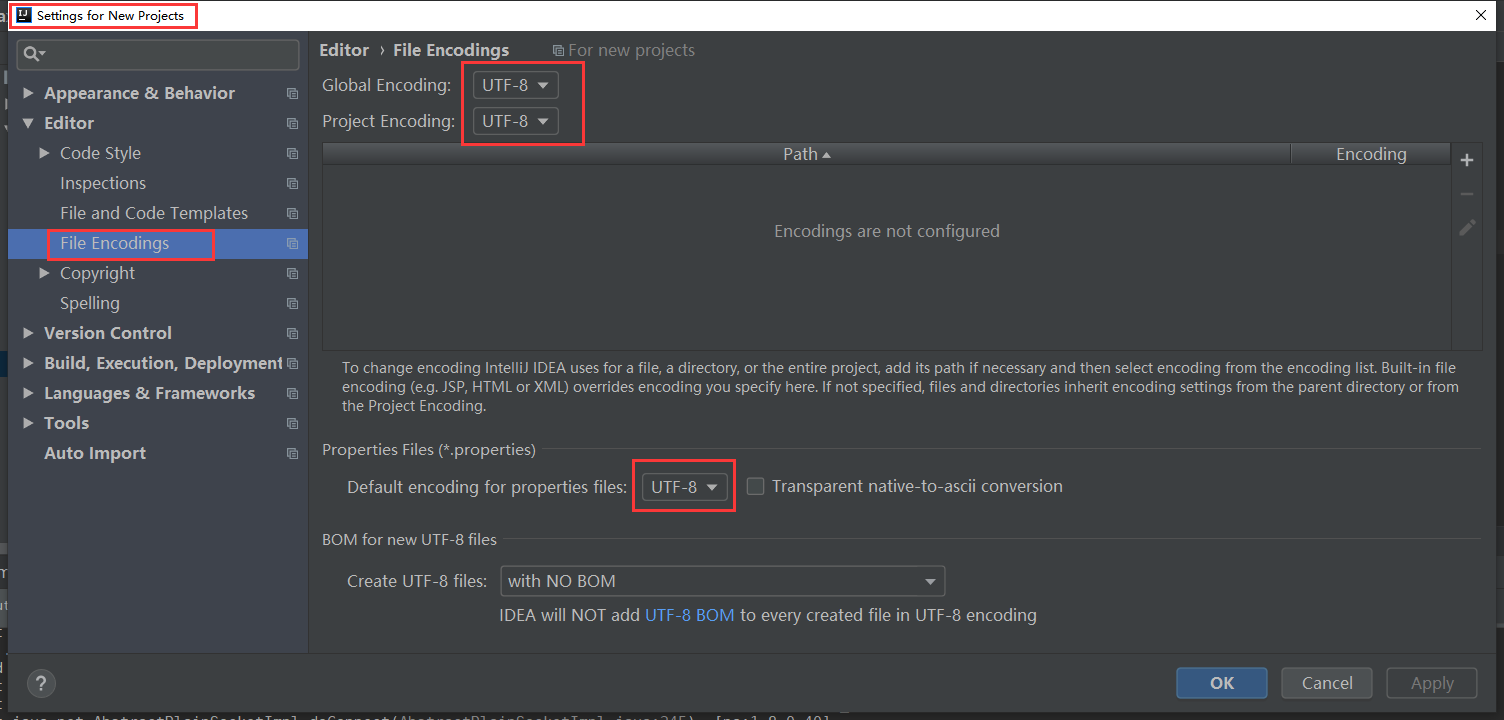 Settings for New Projects
Editor › File Encodings
For new projects
Appearance & Behavior
Editor
Code Style
Inspections
File and Code Templates
File Encodings
Copyright
Spelling
Version Control
Build, Execution, Deployment
Languages & Frameworks
Tools
Auto Import
Global Encoding: UTF-8
Project Encoding: UTF-8
Path Encoding
Encodings are not configured
To change encoding IntelliJ IDEA uses for a file, a directory, or the entire project, add its path if necessary and then select encoding from the encoding list. Built-in file
encoding (e.g. JSP, HTML or XML) overrides encoding you specify here. If not specified, files and directories inherit encoding settings from the parent directory or from
the Project Encoding.
Properties Files (*.properties)
Default encoding for properties files: UTF-8 Transparent native-to-ascii conversion
BOM for new UTF-8 files
Create UTF-8 files: with NO BOM
IDEA will NOT add UTF-8 BOM to every created file in UTF-8 encoding
? OK Cancel Apply